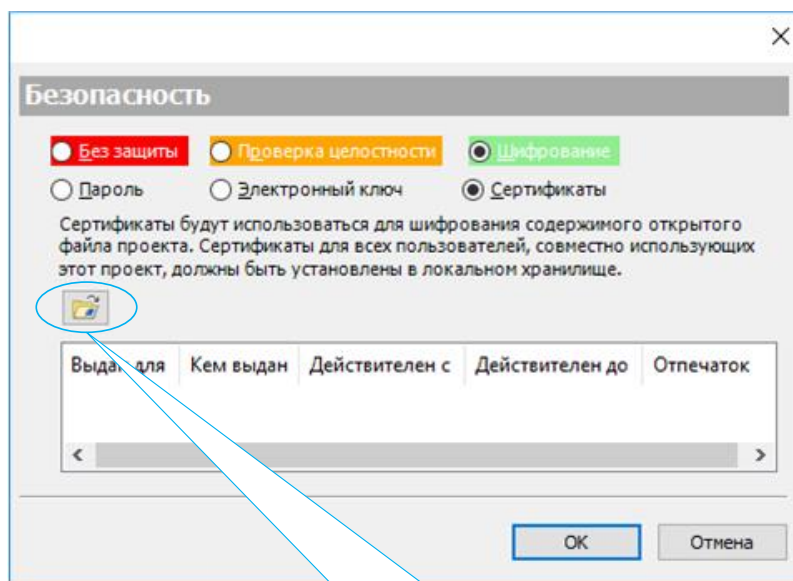 Безопасность
Без защиты Проверка целостности Шифрование
Пароль Электронный ключ Сертификаты
Сертификаты будут использоваться для шифрования содержимого открытого
файла проекта. Сертификаты для всех пользователей, совместно использующих
этот проект, должны быть установлены в локальном хранилище.
Выдан для Кем выдан Действителен с Действителен до Отпечаток
OK Отмена